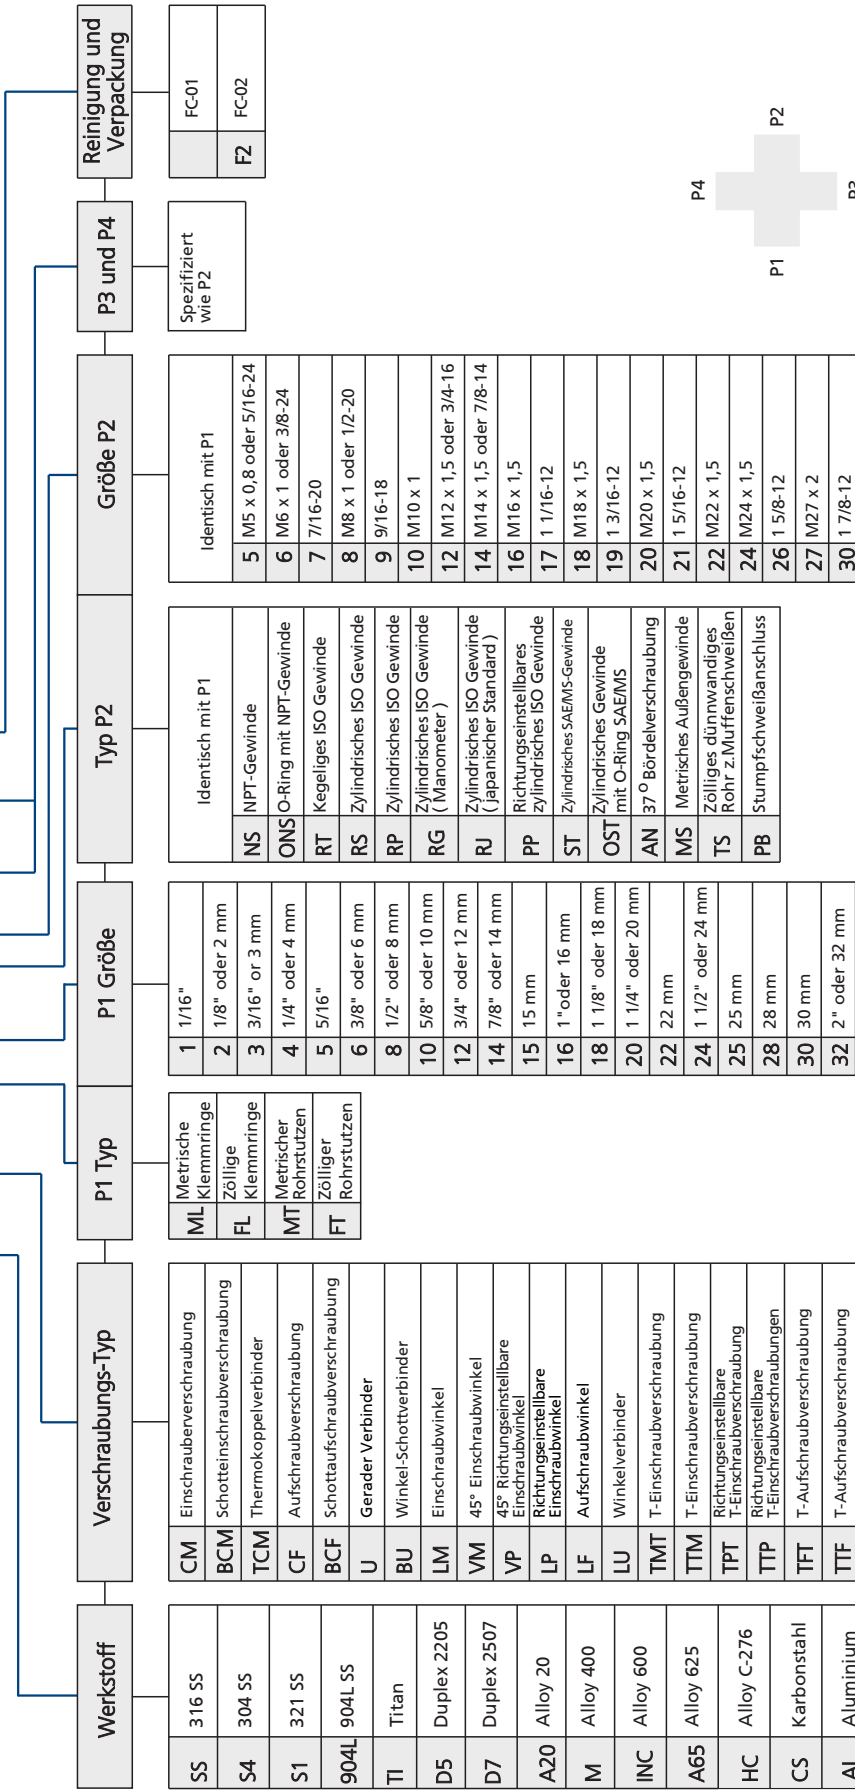 Werkstoff
SS 316 SS
S4 304 SS
S1 321 SS
904L 904L SS
TI Titan
D5 Duplex 2205
D7 Duplex 2507
A20 Alloy 20
M Alloy 400
INC Alloy 600
A65 Alloy 625
HC Alloy C-276
CS Karbonstahl
AL Aluminium
Verschraubungs-Typ
CM Einschrauberverschraubung
BCM Schotteinschraubverschraubung
TCM Thermokoppelverbinder
CF Aufschraubverschraubung
BCF Schottaufschraubverschraubung
U Gerader Verbinder
BU Winkel-Schottverbinder
LM Einschraubwinkel
VM 45° Einschraubwinkel
VP 45° Richtungseinstellbare
Einschraubwinkel
LP Richtungseinstellbare
Einschraubwinkel
LF Aufschraubwinkel
LU Winkelverbinder
TMT T-Einschraubverschraubung
TTM T-Einschraubverschraubung
TPT Richtungseinstellbare
T-Einschraubverschraubung
TTP Richtungseinstellbare
T-Einschraubverschraubungen
TFT T-Aufschraubverschraubung
TTF T-Aufschraubverschraubung
P1 Typ
ML Metrische
Klemmringe
FL Zöllige
Klemmringe
MT Metrischer
Rohrstutzen
FT Zölliger
Rohrstutzen
P1 Größe
1 1/16"
2 1/8" oder 2 mm
3 3/16" or 3 mm
4 1/4" oder 4 mm
5 5/16"
6 3/8" oder 6 mm
8 1/2" oder 8 mm
10 5/8" oder 10 mm
12 3/4" oder 12 mm
14 7/8" oder 14 mm
15 15 mm
16 1"oder 16 mm
18 1 1/8" oder 18 mm
20 1 1/4" oder 20 mm
22 22 mm
24 1 1/2" oder 24 mm
25 25 mm
28 28 mm
30 30 mm
32 2" oder 32 mm
Typ P2
Identisch mit P1
NS NPT-Gewinde
ONS O-Ring mit NPT-Gewinde
RT Kegeliges ISO Gewinde
RS Zylindrisches ISO Gewinde
RP Zylindrisches ISO Gewinde
RG Zylindrisches ISO Gewinde
( Manometer )
RJ Zylindrisches ISO Gewinde
( japanischer Standard )
PP Richtungseinstellbares
zylindrisches ISO Gewinde
ST Zylindrisches SAE/MS-Gewinde
OST Zylindrisches Gewinde
mit O-Ring SAE/MS
AN 37 O Bördelverschraubung
MS Metrisches Außengewinde
TS Zölliges dünnwandiges
Rohr z.Muffenschweißen
PB Stumpfschweißanschluss
Größe P2
Identisch mit P1
5 M5 x 0,8 oder 5/16-24
6 M6 x 1 oder 3/8-24
7 7/16-20
8 M8 x 1 oder 1/2-20
9 9/16-18
10 M10 x 1
12 M12 x 1,5 oder 3/4-16
14 M14 x 1,5 oder 7/8-14
16 M16 x 1,5
17 1 1/16-12
18 M18 x 1,5
19 1 3/16-12
20 M20 x 1,5
21 1 5/16-12
22 M22 x 1,5
24 M24 x 1,5
26 1 5/8-12
27 M27 x 2
30 1 7/8-12
P3 und P4
Spezifiziert
wie P2
Reinigung und
Verpackung
FC-01
F2 FC-02
P4
P1
P2
P3